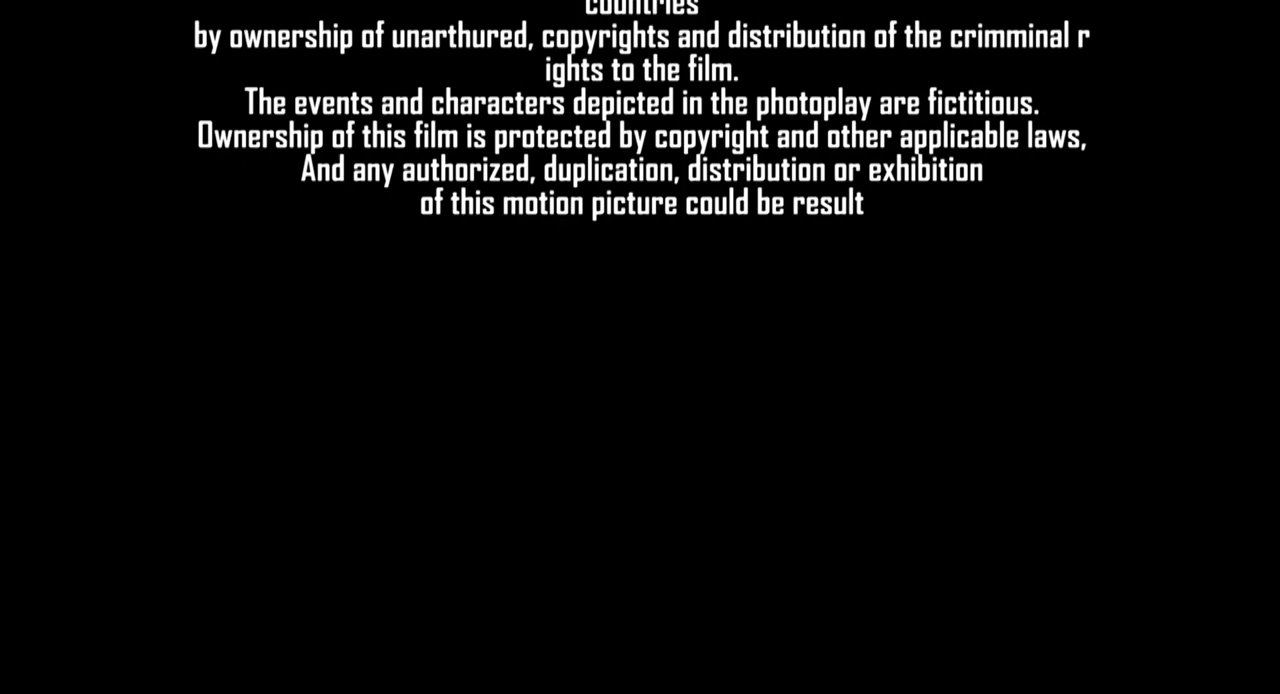 countries
by ownership of unarthured, copyrights and distribution of the crimminal r
ights to the film.
The events and characters depicted in the photoplay are fictitious.
Ownership of this film is protected by copyright and other applicable laws,
And any authorized, duplication, distribution or exhibition
of this motion picture could be result